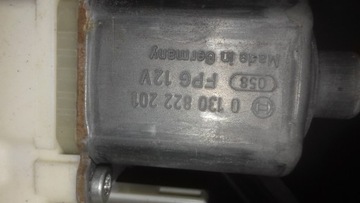 0 130 822 201
058 FPG 12V
Made in Germany